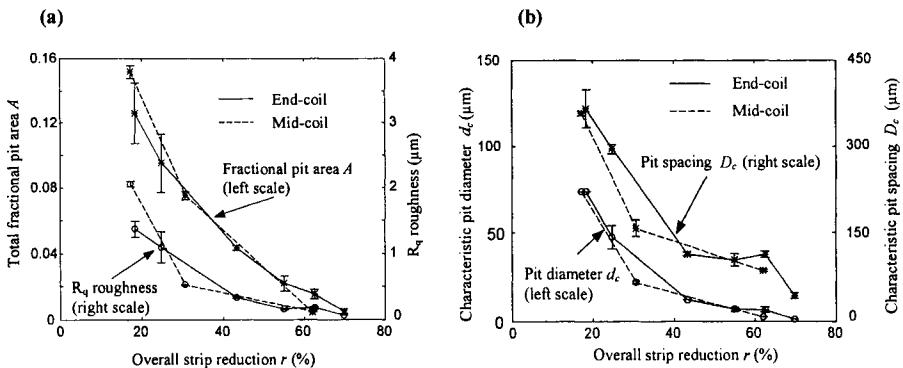 (a)
0.16
0.12
0.08
0.04
0
Total fractional pit area A
4
3
2
1
0
Rq roughness (μm)
End-coil
Mid-coil
Fractional pit area A
(left scale)
Rq roughness
(right scale)
0 20 40 60 80
Overall strip reduction r (%)
(b)
150
100
50
0
Characteristic pit diameter dc (μm)
450
300
150
0
Characteristic pit spacing Dc (μm)
End-coil
Mid-coil
Pit spacing Dc (right scale)
Pit diameter dc
(left scale)
0 20 40 60 80
Overall strip reduction r (%)